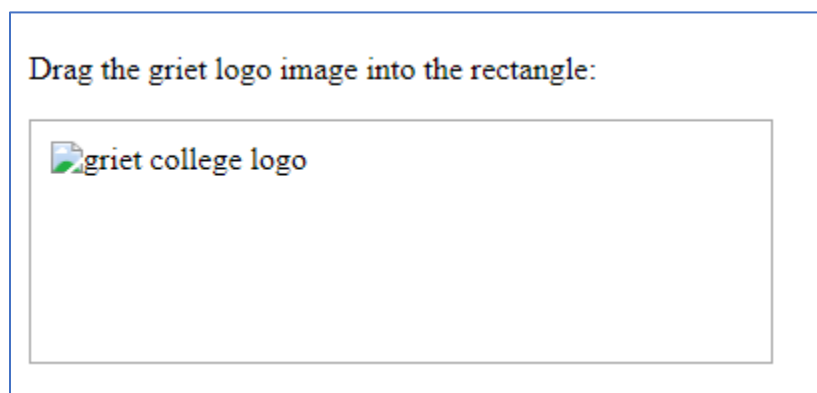 Drag the griet logo image into the rectangle:
griet college logo